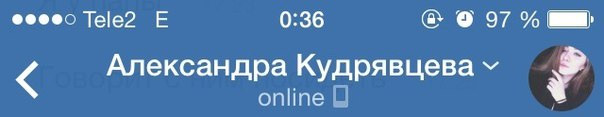 Tele2 E 0:36 97 %
Александра Кудрявцева
online